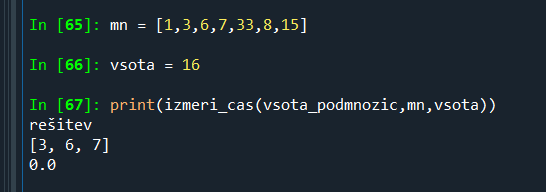 In [65]: mn = [1,3,6,7,33,8,15]
In [66]: vsota = 16
In [67]: print(izmeri_cas(vsota_podmnozic,mn,vsota))
rešitev
[3, 6, 7]
0.0